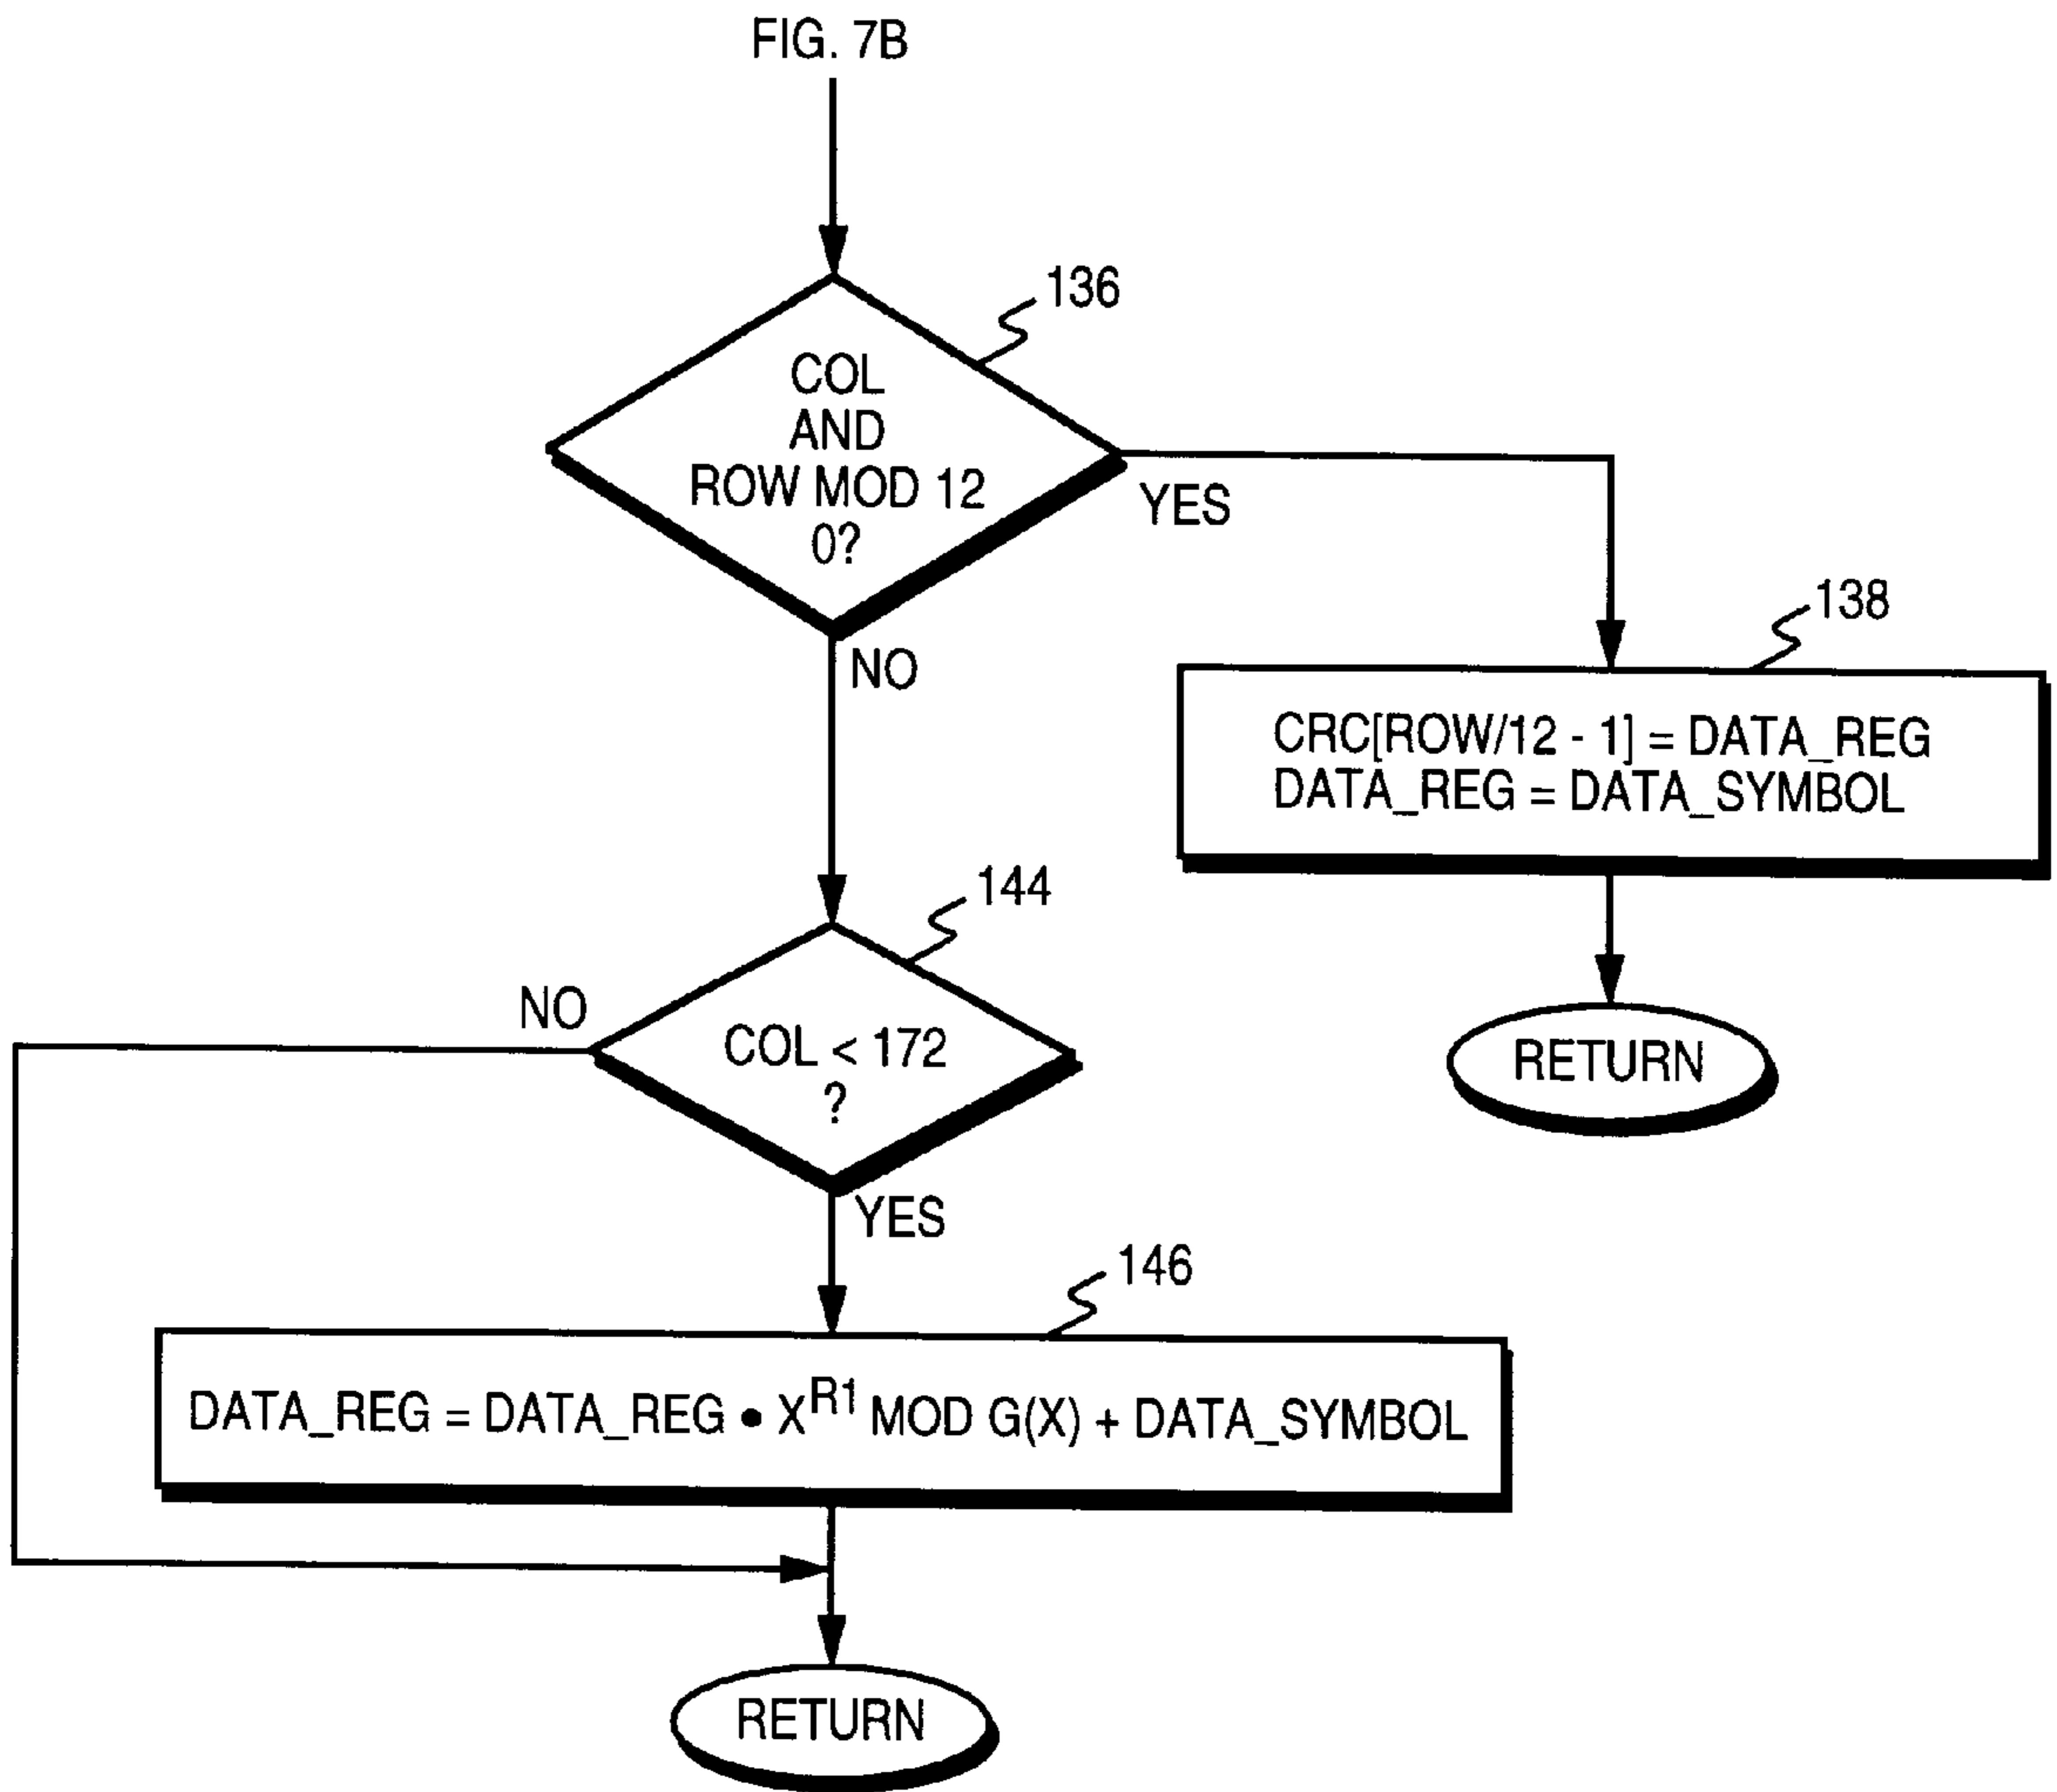 FIG. 7B
136
COL
AND
ROW MOD 12
0?
YES
NO
138
CRC[ROW/12 - 1] = DATA_REG
DATA_REG = DATA_SYMBOL
RETURN
144
NO
COL < 172
?
YES
146
DATA_REG = DATA_REG • X^R1 MOD G(X) + DATA_SYMBOL
RETURN